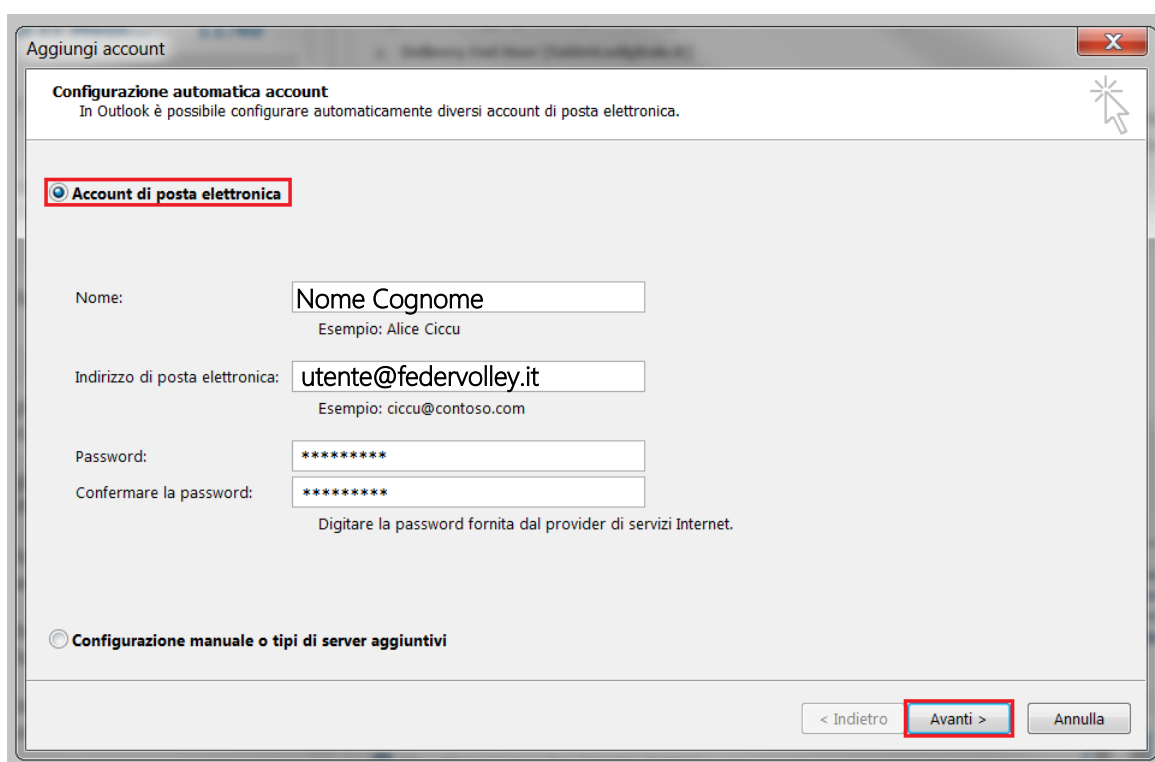 Aggiungi account
Configurazione automatica account
In Outlook è possibile configurare automaticamente diversi account di posta elettronica.
Account di posta elettronica
Nome: Nome Cognome
Esempio: Alice Ciccu
Indirizzo di posta elettronica: utente@federvolley.it
Esempio: ciccu@contoso.com
Password: *********
Confermare la password: *********
Digitare la password fornita dal provider di servizi Internet.
Configurazione manuale o tipi di server aggiuntivi
< Indietro Avanti > Annulla